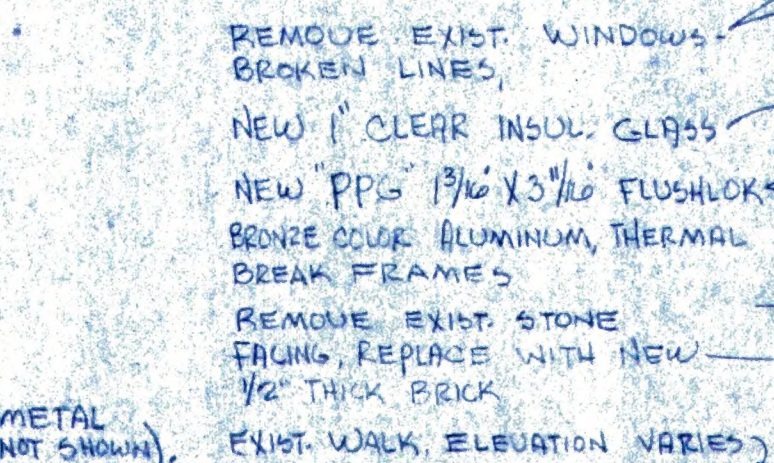 REMOVE EXIST. WINDOWS-
BROKEN LINES,
NEW 1" CLEAR INSUL. GLASS
NEW "PPG" 1 3/16" X 3 11/16" FLUSHLOKS
BRONZE COLOR ALUMINUM, THERMAL
BREAK FRAMES
REMOVE EXIST. STONE
FACING, REPLACE WITH NEW
1/2" THICK BRICK
METAL
NOT SHOWN).
EXIST. WALK, ELEVATION VARIES